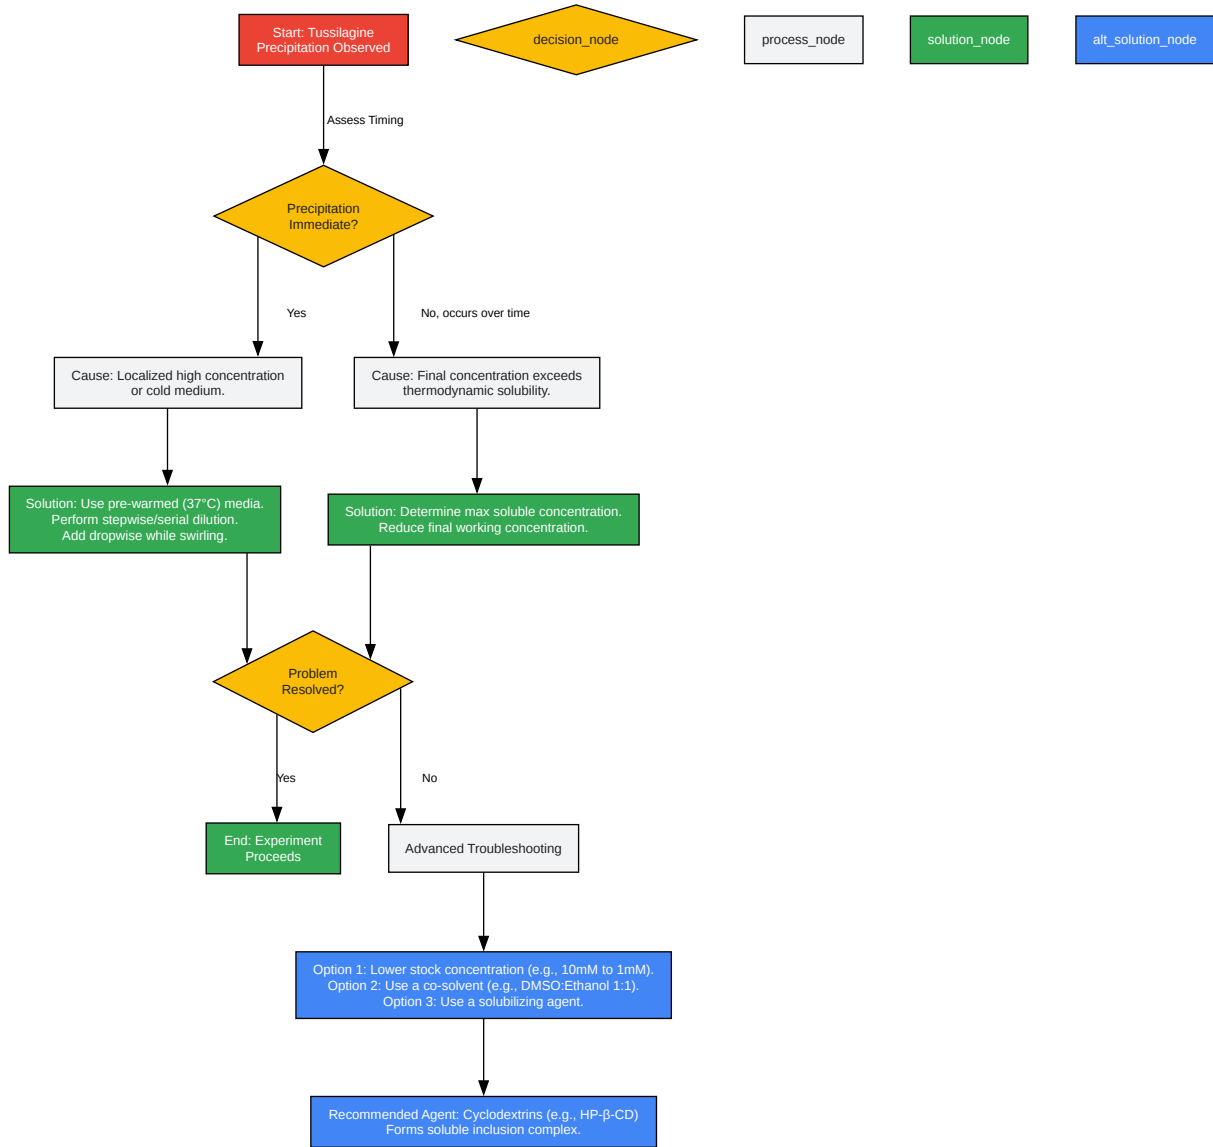 Start: Tussilagine
Precipitation Observed
decision_node
process_node
solution_node
alt_solution_node
Assess Timing
Precipitation
Immediate?
Yes
No, occurs over time
Cause: Localized high concentration
or cold medium.
Cause: Final concentration exceeds
thermodynamic solubility.
Solution: Use pre-warmed (37°C) media.
Perform stepwise/serial dilution.
Add dropwise while swirling.
Solution: Determine max soluble concentration.
Reduce final working concentration.
Problem
Resolved?
Yes
No
End: Experiment
Proceeds
Advanced Troubleshooting
Option 1: Lower stock concentration (e.g., 10mM to 1mM).
Option 2: Use a co-solvent (e.g., DMSO:Ethanol 1:1).
Option 3: Use a solubilizing agent.
Recommended Agent: Cyclodextrins (e.g., HP-β-CD)
Forms soluble inclusion complex.